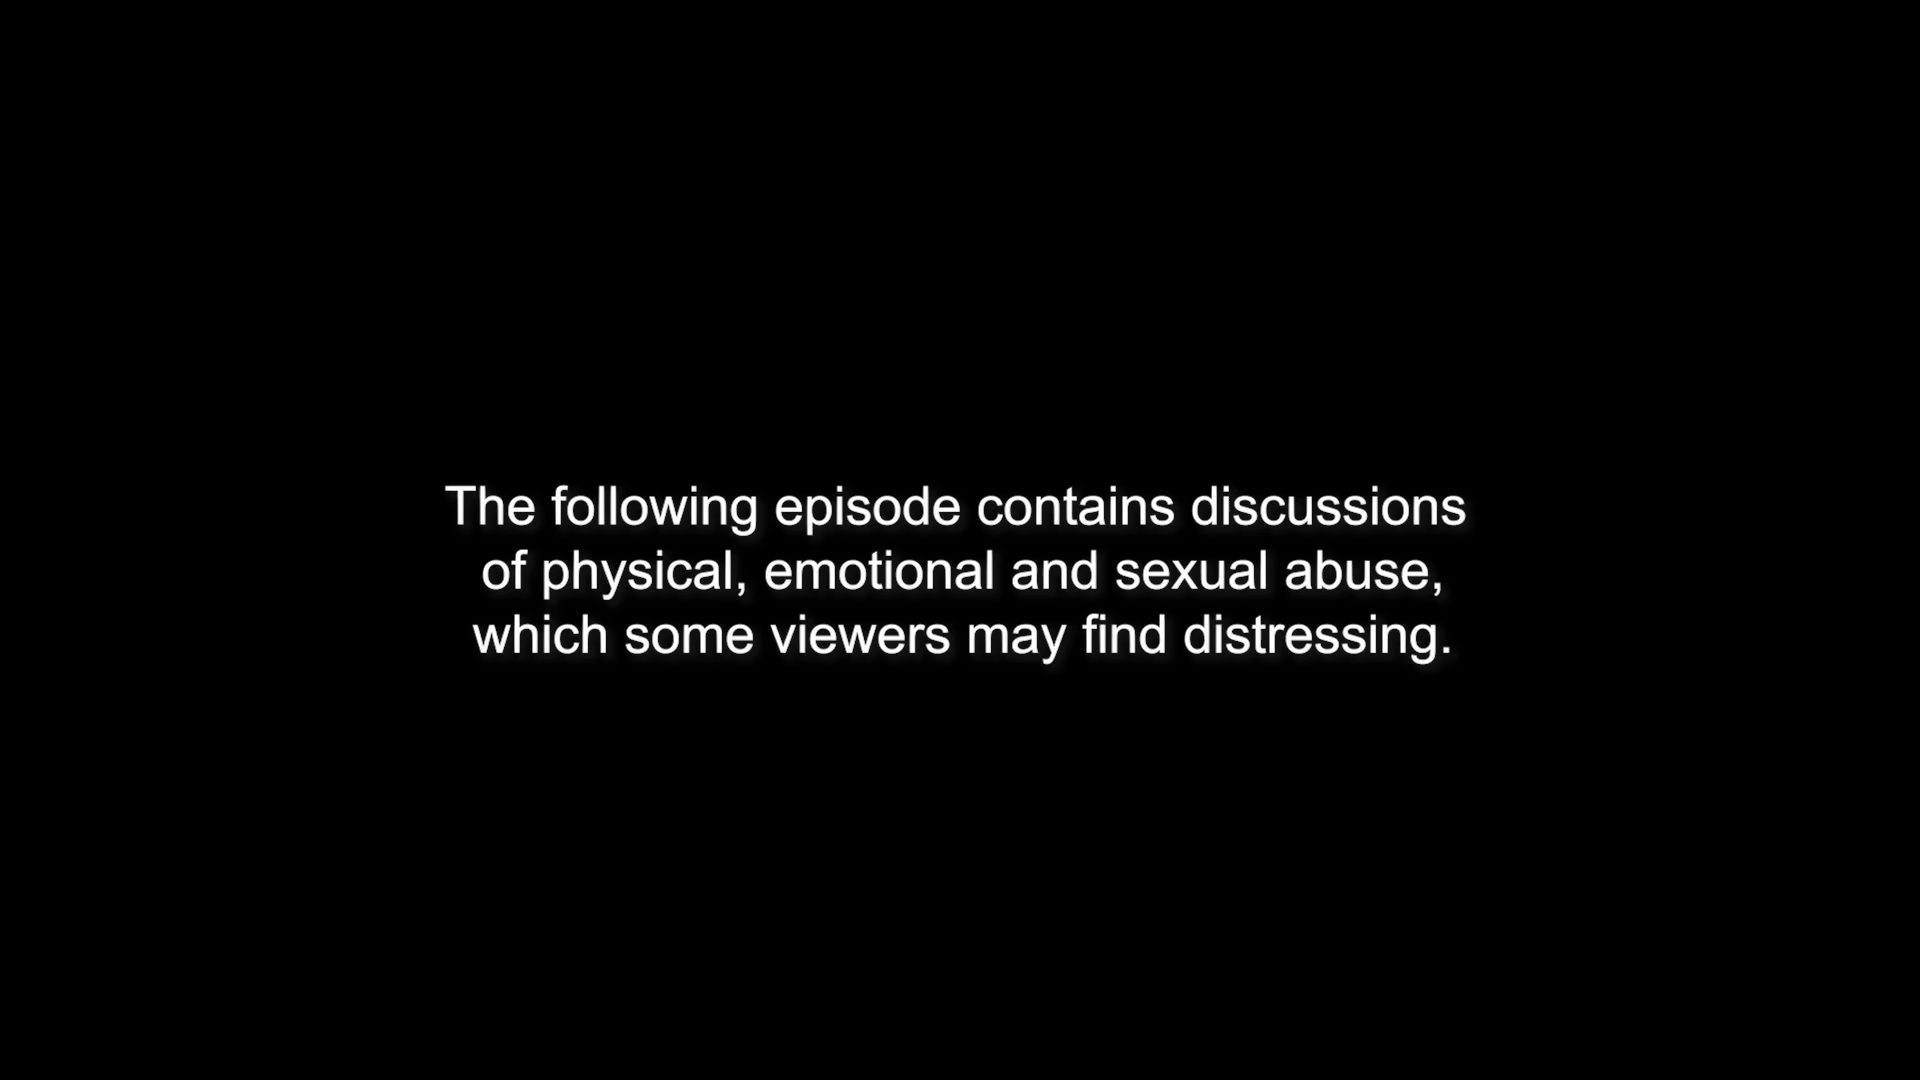 The following episode contains discussions
of physical, emotional and sexual abuse,
which some viewers may find distressing.